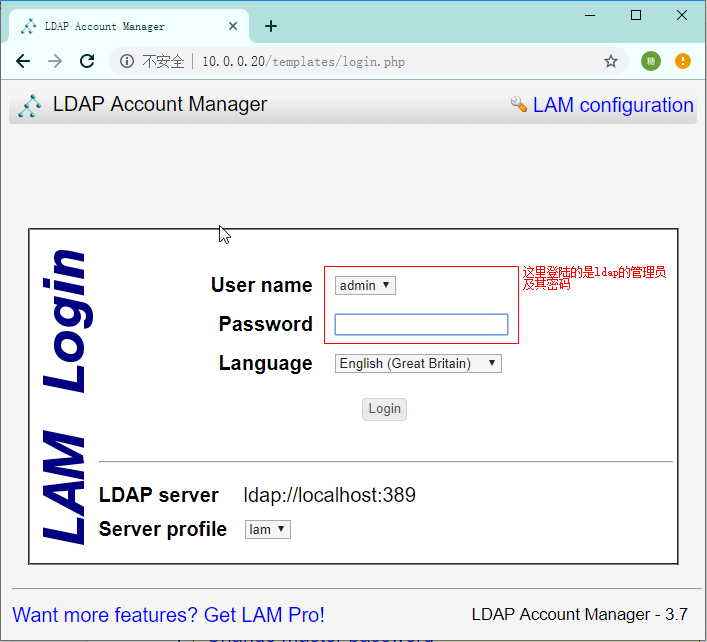 LDAP Account Manager
不安全 10.0.0.20/templates/login.php
糖
LDAP Account Manager LAM configuration
LAM Login
User name admin
这里登陆的是ldap的管理员
及其密码
Password
Language English (Great Britain)
Login
LDAP server ldap://localhost:389
Server profile lam
Want more features? Get LAM Pro! LDAP Account Manager - 3.7